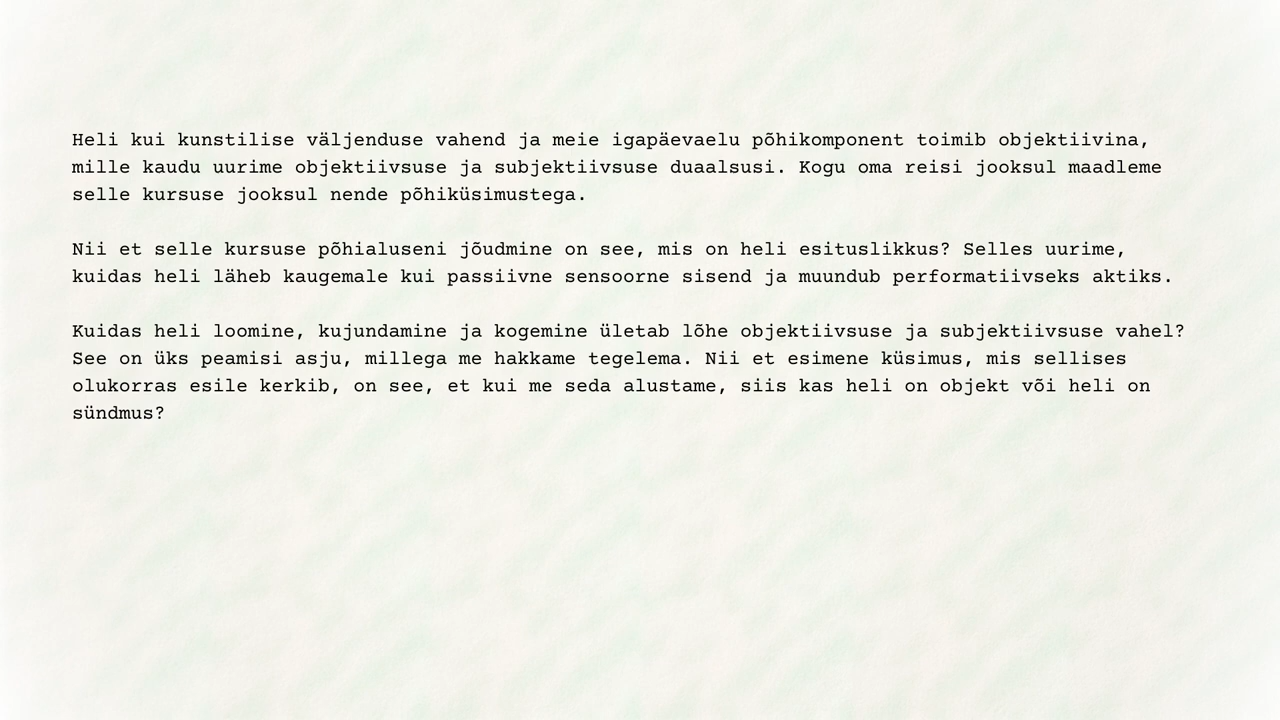 Heli kui kunstilise väljenduse vahend ja meie igapäevaelu põhikomponent toimib objektiivina,
mille kaudu uurime objektiivsuse ja subjektiivsuse duaalsusi. Kogu oma reisi jooksul maadleme
selle kursuse jooksul nende põhiküsimustega.
Nii et selle kursuse põhialuseni jõudmine on see, mis on heli esituslikkus? Selles uurime,
kuidas heli läheb kaugemale kui passiivne sensoorne sisend ja muundub performatiivseks aktiks.
Kuidas heli loomine, kujundamine ja kogemine ületab lõhe objektiivsuse ja subjektiivsuse vahel?
See on üks peamisi asju, millega me hakkame tegelema. Nii et esimene küsimus, mis sellises
olukorras esile kerkib, on see, et kui me seda alustame, siis kas heli on objekt või heli on
sündmus?